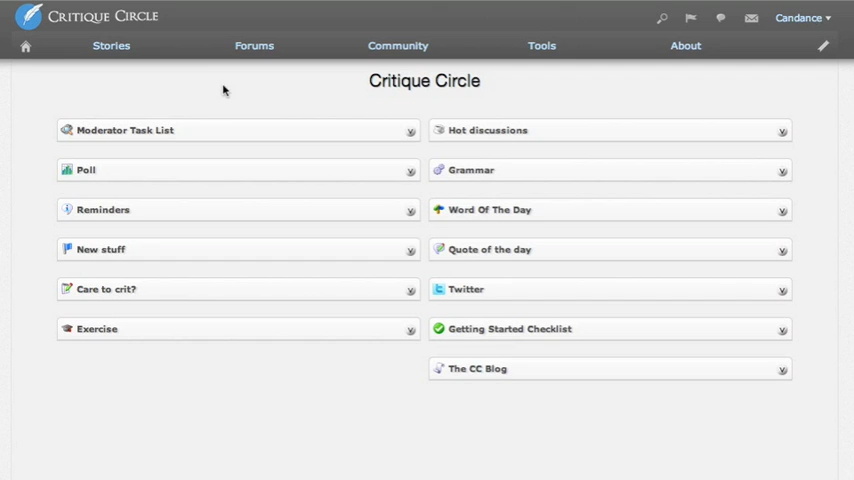 CRITIQUE CIRCLE
Candance
Stories Forums Community Tools About
Critique Circle
Moderator Task List
Poll
Reminders
New stuff
Care to crit?
Exercise
Hot discussions
Grammar
Word Of The Day
Quote of the day
Twitter
Getting Started Checklist
The CC Blog